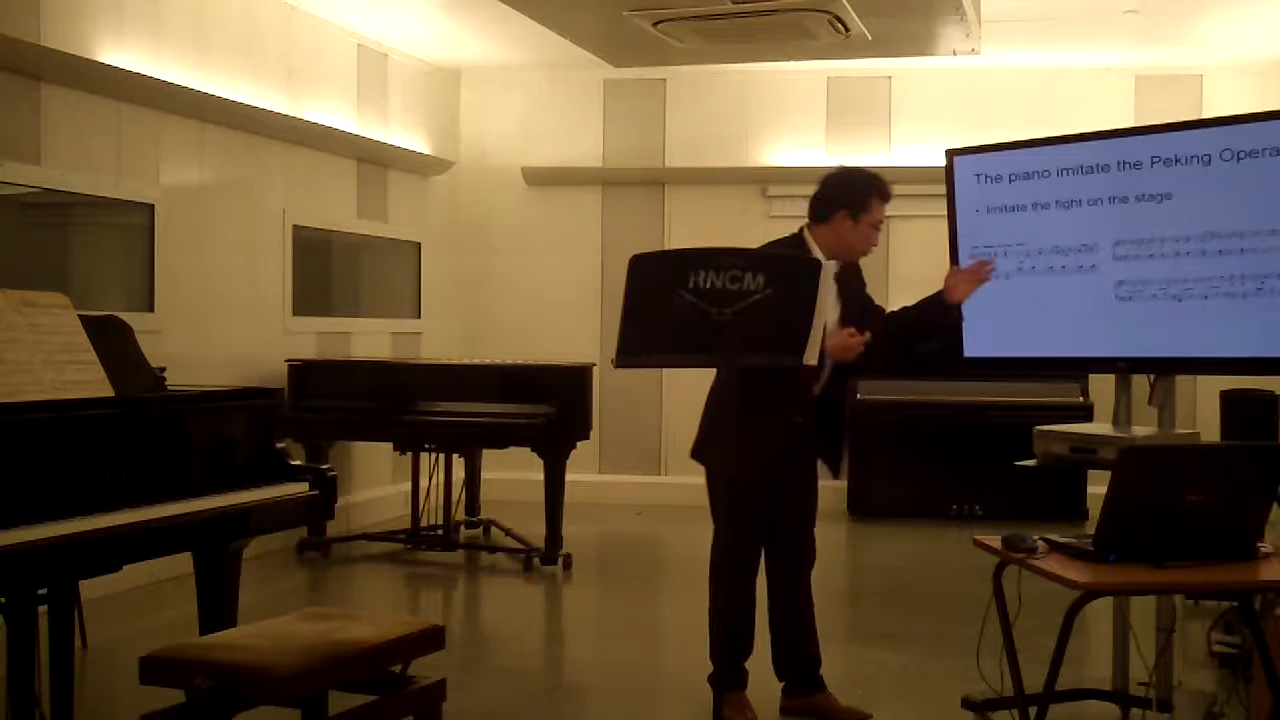 The piano imitate the Peking Opera
• Imitate the fight on the stage
RNCM